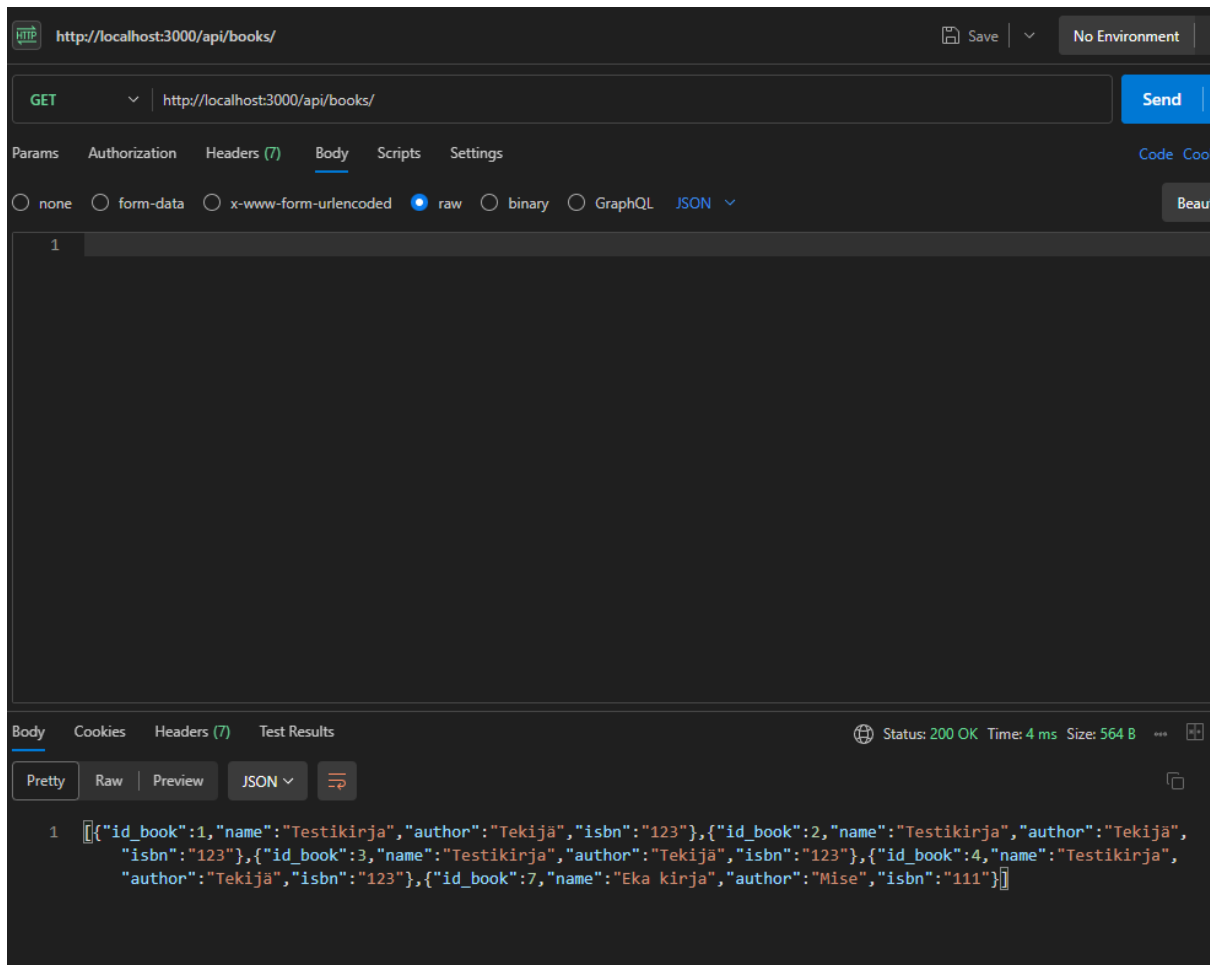 HTTP http://localhost:3000/api/books/ Save No Environment
GET http://localhost:3000/api/books/ Send
Params Authorization Headers (7) Body Scripts Settings Code Coo
none form-data x-www-form-urlencoded raw binary GraphQL JSON Beau
1
Body Cookies Headers (7) Test Results Status: 200 OK Time: 4 ms Size: 564 B
Pretty Raw Preview JSON
1 [{"id_book":1,"name":"Testikirja","author":"Tekijä","isbn":"123"},{"id_book":2,"name":"Testikirja","author":"Tekijä",
"isbn":"123"},{"id_book":3,"name":"Testikirja","author":"Tekijä","isbn":"123"},{"id_book":4,"name":"Testikirja",
"author":"Tekijä","isbn":"123"},{"id_book":7,"name":"Eka kirja","author":"Mise","isbn":"111"}]